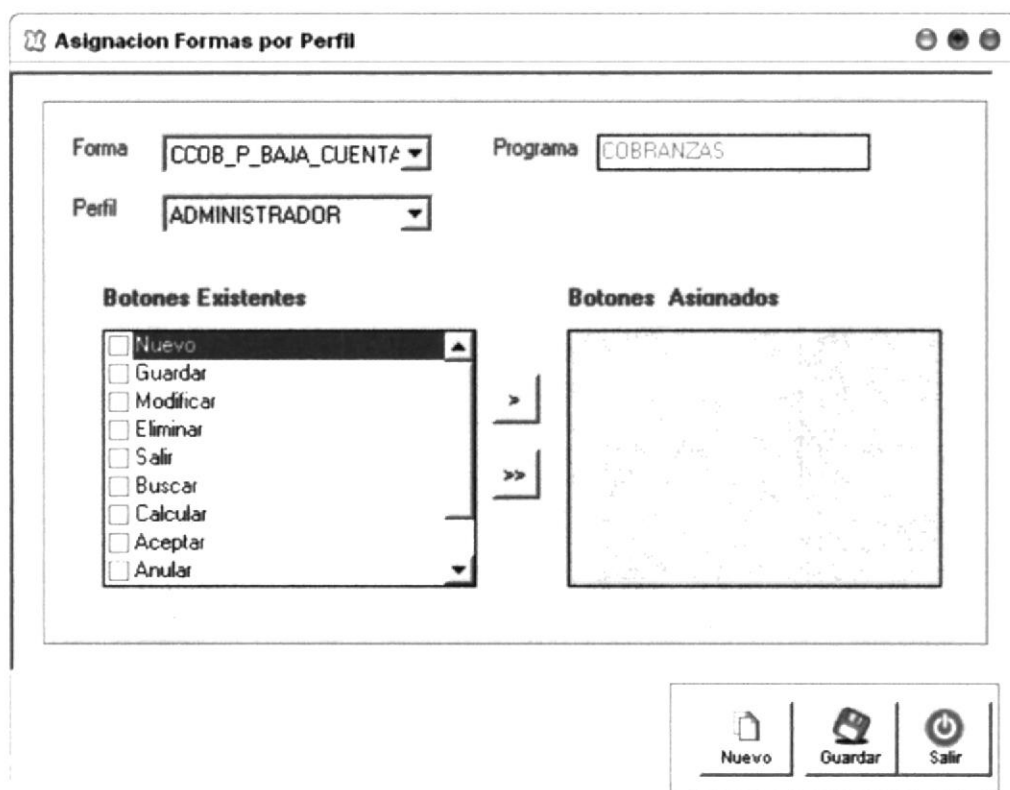 Asignacion Formas por Perfil
Forma CCOB_P_BAJA_CUENTA Programa COBRANZAS
Perfil ADMINISTRADOR
Botones Existentes Botones Asignados
Nuevo
Guardar
Modificar
Eliminar
>
Salir
Buscar
>>
Calcular
Aceptar
Anular
Nuevo Guardar Salir